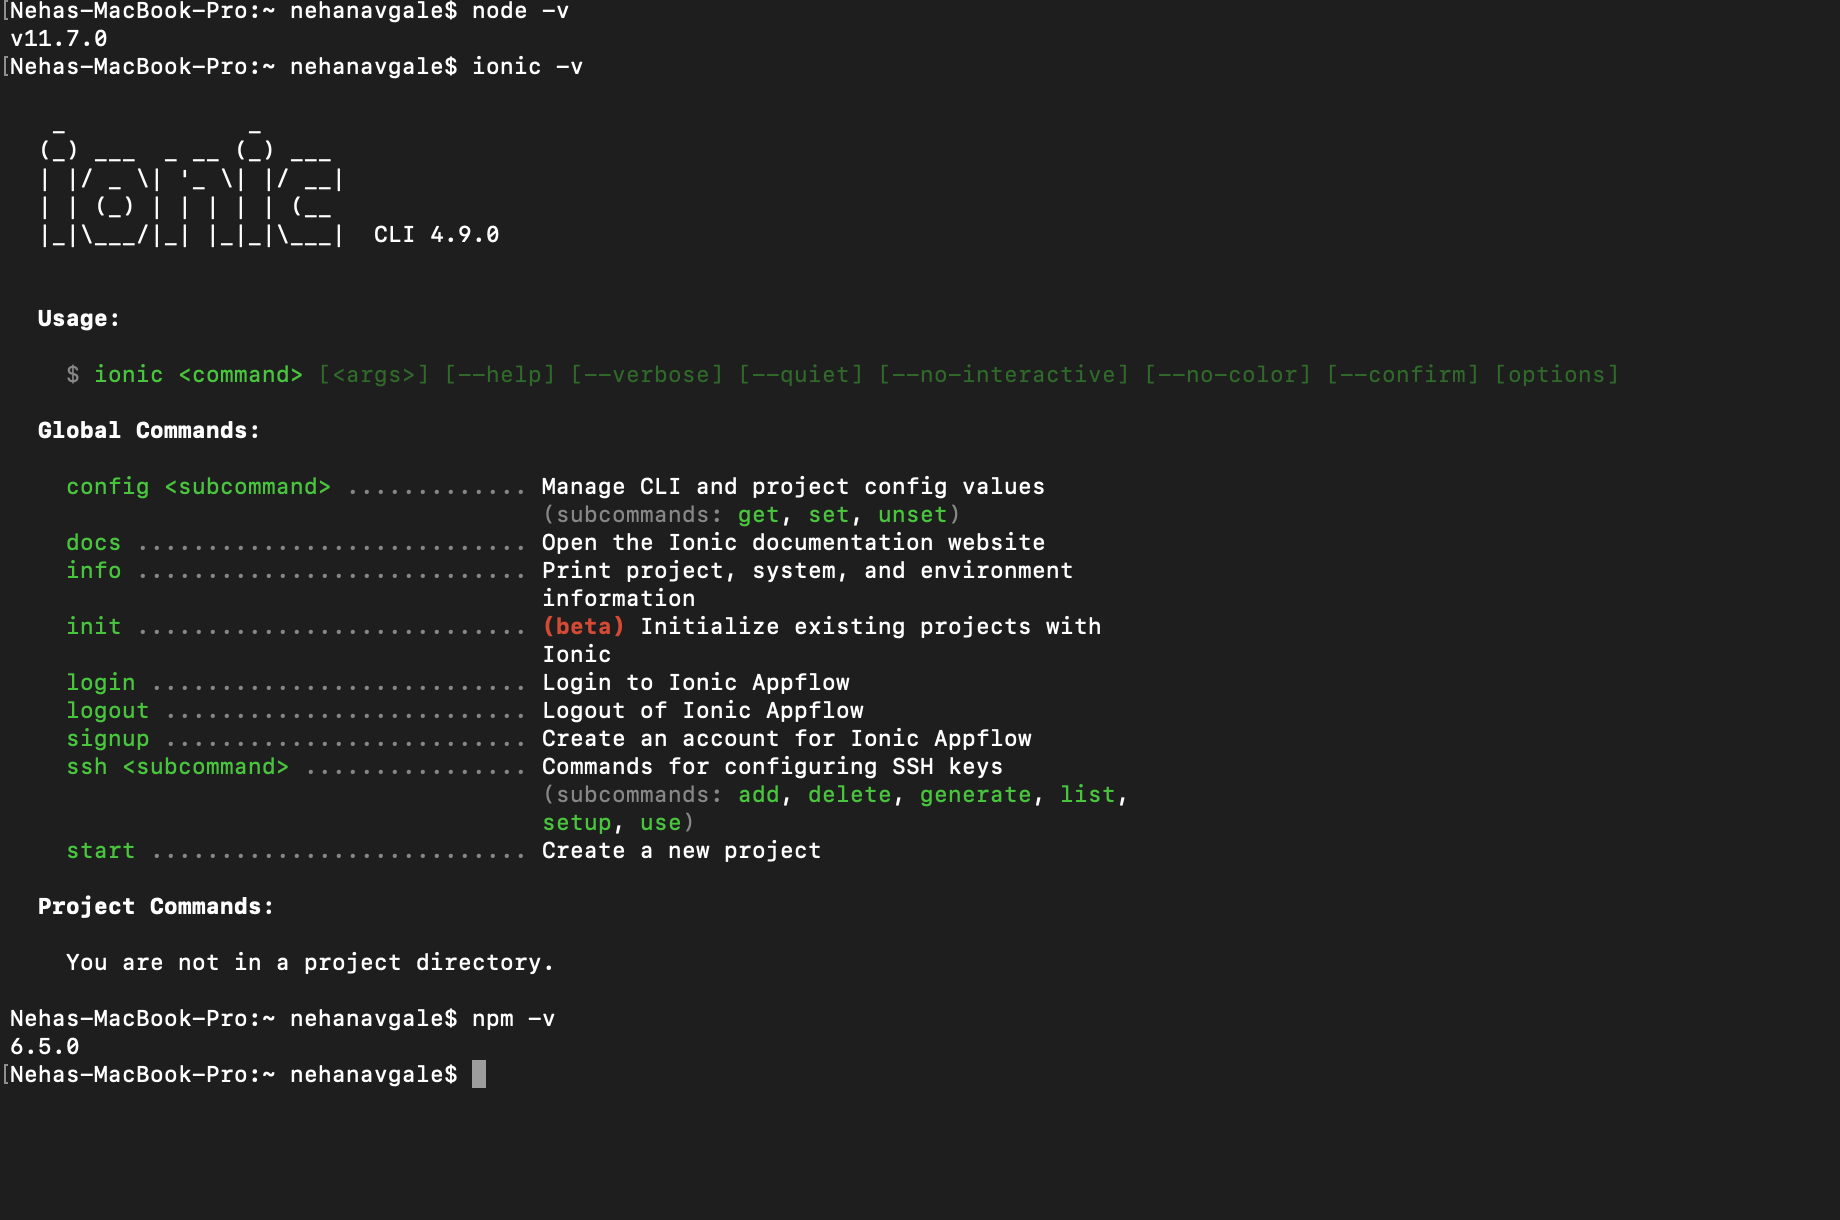 [Nehas-MacBook-Pro:~ nehanavgale$ node -v
v11.7.0
[Nehas-MacBook-Pro:~ nehanavgale$ ionic -v
   _             _
  (_) ___  _ __ (_) ___
  | |/ _ \| '_ \| |/ __|
  | | (_) | | | | | (__
  |_|\___/|_| |_|_|\___|  CLI 4.9.0
  Usage:
    $ ionic <command> [<args>] [--help] [--verbose] [--quiet] [--no-interactive] [--no-color] [--confirm] [options]
  Global Commands:
    config <subcommand> ............. Manage CLI and project config values
                                      (subcommands: get, set, unset)
    docs ............................ Open the Ionic documentation website
    info ............................ Print project, system, and environment
                                      information
    init ............................ (beta) Initialize existing projects with
                                      Ionic
    login ........................... Login to Ionic Appflow
    logout .......................... Logout of Ionic Appflow
    signup .......................... Create an account for Ionic Appflow
    ssh <subcommand> ................ Commands for configuring SSH keys
                                      (subcommands: add, delete, generate, list,
                                      setup, use)
    start ........................... Create a new project
  Project Commands:
    You are not in a project directory.
Nehas-MacBook-Pro:~ nehanavgale$ npm -v
6.5.0
[Nehas-MacBook-Pro:~ nehanavgale$